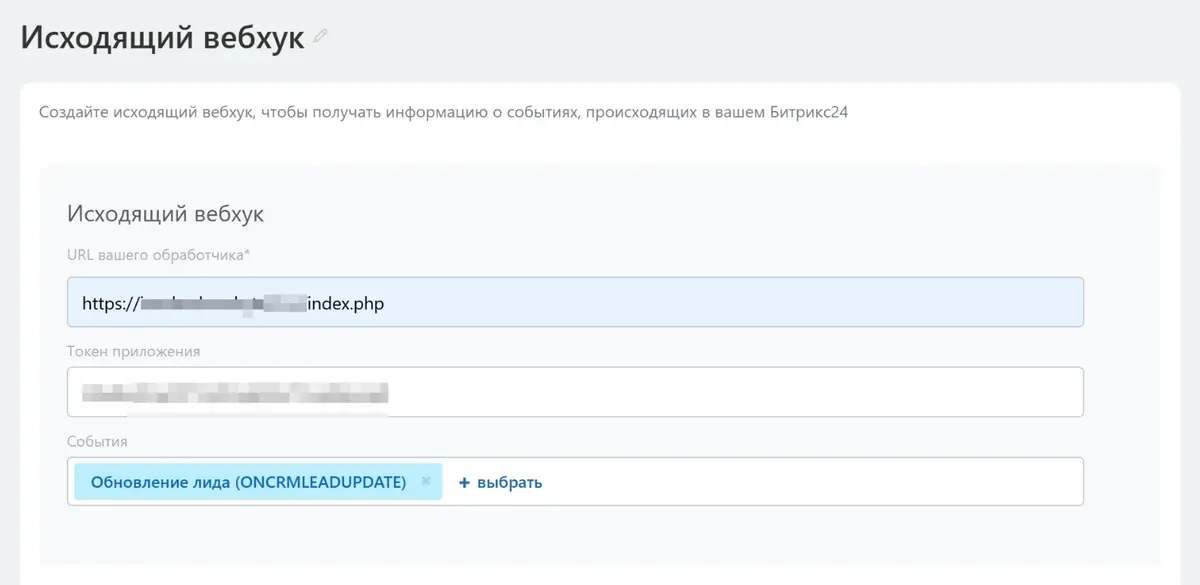 Исходящий вебхук
Создайте исходящий вебхук, чтобы получать информацию о событиях, происходящих в вашем Битрикс24
Исходящий вебхук
URL вашего обработчика*
https:// index.php
Токен приложения
События
Обновление лида (ONCRMLEADUPDATE) × + выбрать